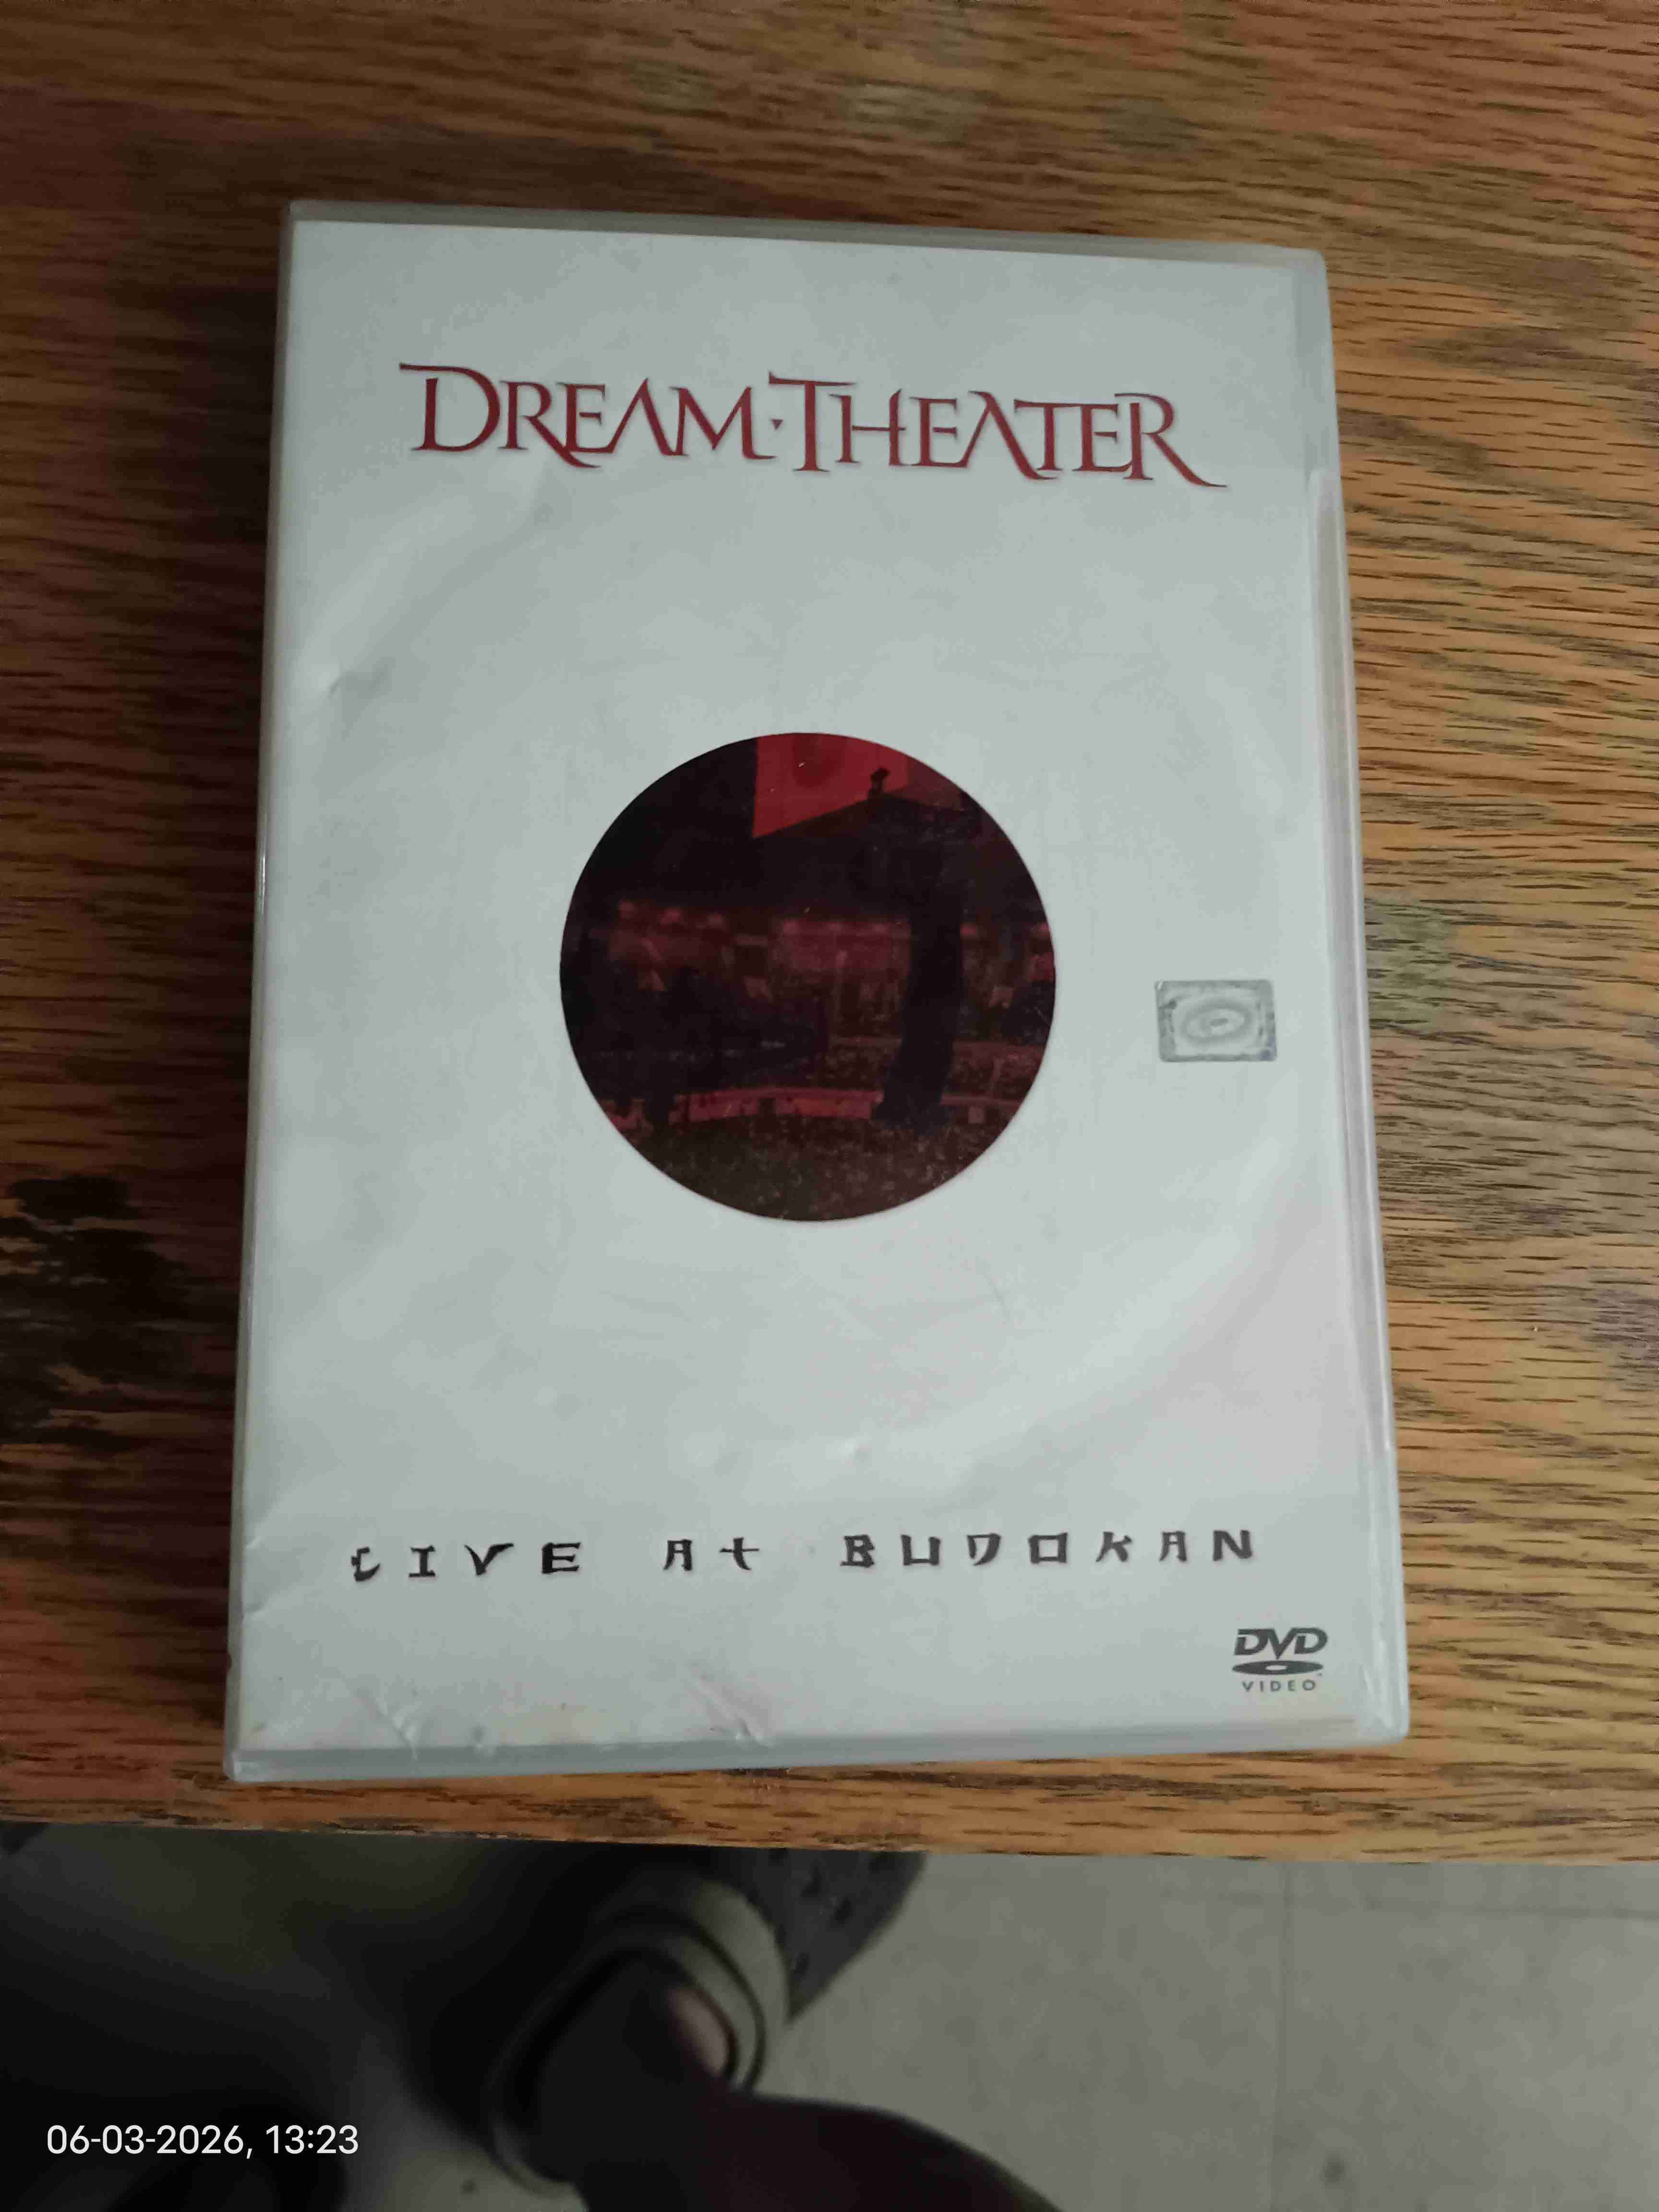 DREAM THEATER
LIVE At BUDOKAN
DVD
VIDEO
06-03-2026, 13:23